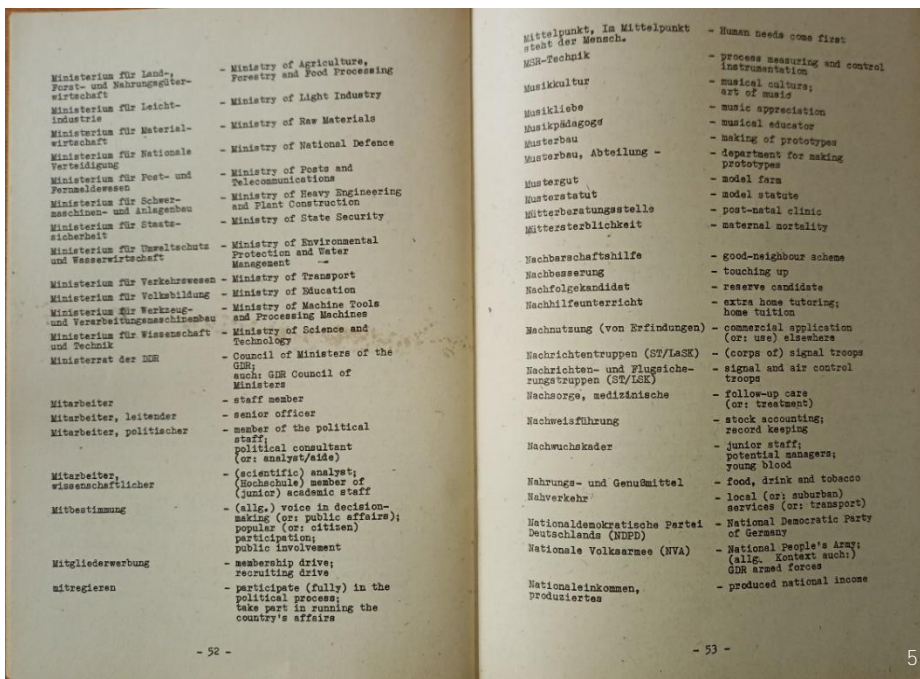 Ministerium für Land-, - Ministry of Agriculture,
Forst- und Nahrungsgüter- Forestry and Food Processing
wirtschaft
Ministerium für Leicht- - Ministry of Light Industry
industrie
Ministerium für Material- - Ministry of Raw Materials
wirtschaft
Ministerium für Nationale - Ministry of National Defence
Verteidigung
Ministerium für Post- und - Ministry of Posts and
Fernmeldewesen Telecommunications
Ministerium für Schwer- - Ministry of Heavy Engineering
maschinen- und Anlagenbau and Plant Construction
Ministerium für Staats- - Ministry of State Security
sicherheit
Ministerium für Umweltschutz - Ministry of Environmental
und Wasserwirtschaft Protection and Water
Management
Ministerium für Verkehrswesen - Ministry of Transport
Ministerium für Volksbildung - Ministry of Education
Ministerium für Werkzeug- - Ministry of Machine Tools
und Verarbeitungsmaschinenbau and Processing Machines
Ministerium für Wissenschaft - Ministry of Science and
und Technik Technology
Ministerrat der DDR - Council of Ministers of the
GDR;
auch: GDR Council of
Ministers
Mitarbeiter - staff member
Mitarbeiter, leitender - senior officer
Mitarbeiter, politischer - member of the political
staff;
political consultant
(or: analyst/aide)
Mitarbeiter, - (scientific) analyst;
wissenschaftlicher (Hochschule) member of
(junior) academic staff
Mitbestimmung - (allg.) voice in decision-
making (or: public affairs);
popular (or: citizen)
participation;
public involvement
Mitgliederwerbung - membership drive;
recruiting drive
mitregieren - participate (fully) in the
political process;
take part in running the
country's affairs
- 52 -
Mittelpunkt, Im Mittelpunkt - Human needs come first
steht der Mensch.
MSR-Technik - process measuring and control
instrumentation
Musikkultur - musical culture;
art of music
Musikliebe - music appreciation
Musikpädagoge - musical educator
Musterbau - making of prototypes
Musterbau, Abteilung - - department for making
prototypes
Mustergut - model farm
Musterstatut - model statute
Mütterberatungsstelle - post-natal clinic
Müttersterblichkeit - maternal mortality
Nachbarschaftshilfe - good-neighbour scheme
Nachbesserung - touching up
Nachfolgekandidat - reserve candidate
Nachhilfeunterricht - extra home tutoring;
home tuition
Nachnutzung (von Erfindungen) - commercial application
(or: use) elsewhere
Nachrichtentruppen (ST/LaSK) - (corps of) signal troops
Nachrichten- und Flugsiche- - signal and air control
rungstruppen (ST/LSK) troops
Nachsorge, medizinische - follow-up care
(or: treatment)
Nachweisführung - stock accounting;
record keeping
Nachwuchskader - junior staff;
potential managers;
young blood
Nahrungs- und Genußmittel - food, drink and tobacco
Nahverkehr - local (or: suburban)
services (or: transport)
Nationaldemokratische Partei - National Democratic Party
Deutschlands (NDPD) of Germany
Nationale Volksarmee (NVA) - National People's Army;
(allg. Kontext auch:)
GDR armed forces
Nationaleinkommen, - produced national income
produziertes
- 53 -
5